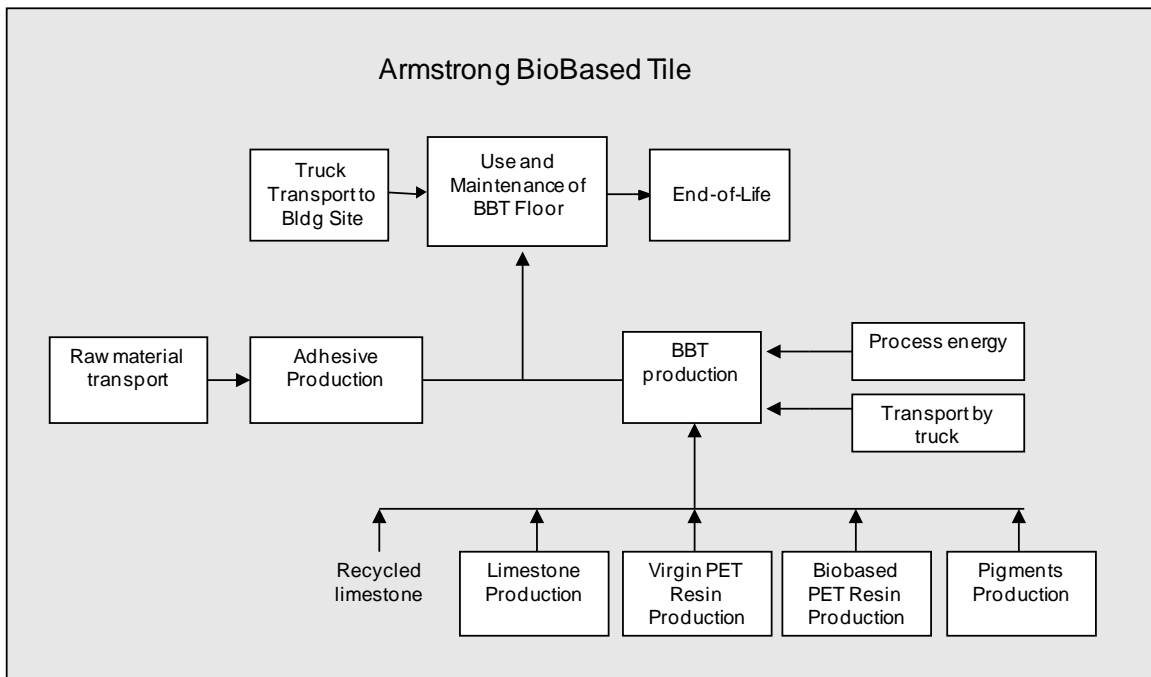 Armstrong BioBased Tile
Truck
Transport to
Bldg Site
Use and
Maintenance of
BBT Floor
End-of-Life
Raw material
transport
Adhesive
Production
BBT
production
Process energy
Transport by
truck
Recycled
limestone
Limestone
Production
Virgin PET
Resin
Production
Biobased
PET Resin
Production
Pigments
Production